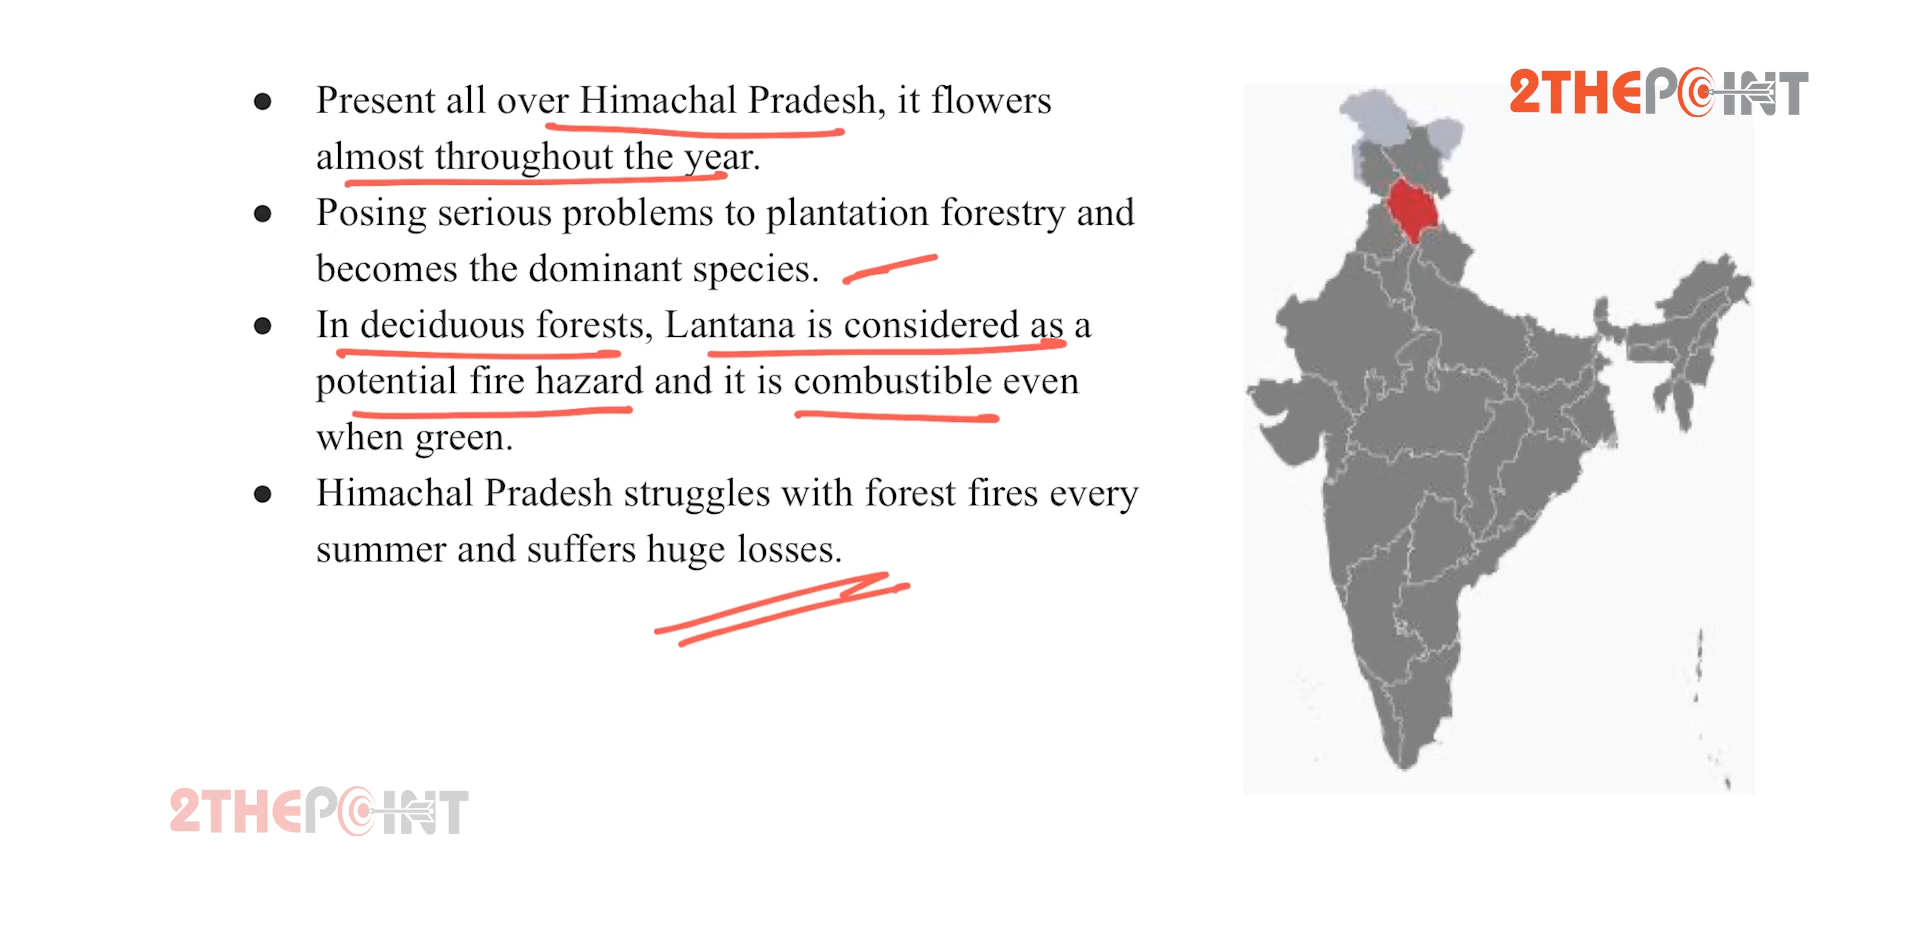 2THEPOINT
● Present all over Himachal Pradesh, it flowers
almost throughout the year.
● Posing serious problems to plantation forestry and
becomes the dominant species.
● In deciduous forests, Lantana is considered as a
potential fire hazard and it is combustible even
when green.
● Himachal Pradesh struggles with forest fires every
summer and suffers huge losses.
2THEPOINT